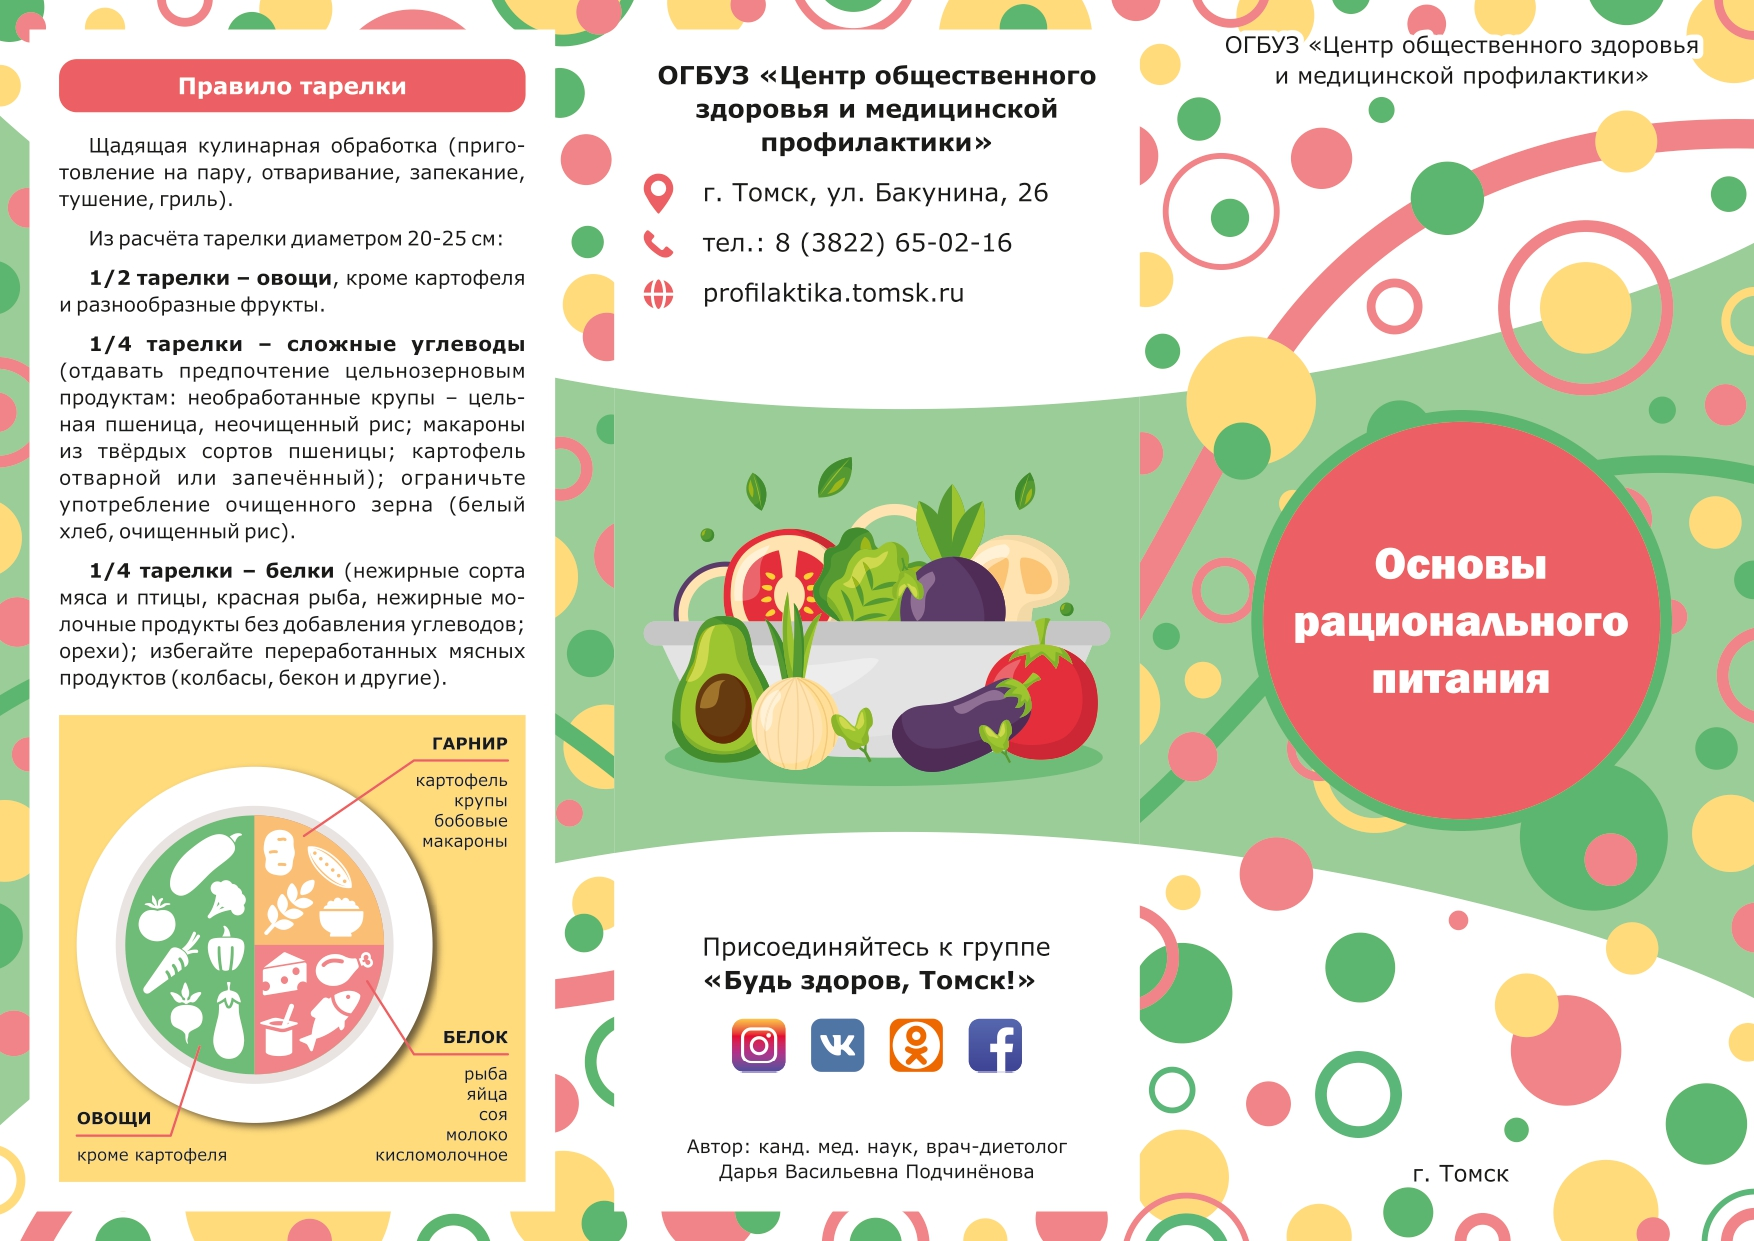 Правило тарелки
Щадящая кулинарная обработка (приго-
товление на пару, отваривание, запекание,
тушение, гриль).
Из расчёта тарелки диаметром 20-25 см:
1/2 тарелки – овощи, кроме картофеля
и разнообразные фрукты.
1/4 тарелки – сложные углеводы
(отдавать предпочтение цельнозерновым
продуктам: необработанные крупы – цель-
ная пшеница, неочищенный рис; макароны
из твёрдых сортов пшеницы; картофель
отварной или запечённый); ограничьте
употребление очищенного зерна (белый
хлеб, очищенный рис).
1/4 тарелки – белки (нежирные сорта
мяса и птицы, красная рыба, нежирные мо-
лочные продукты без добавления углеводов;
орехи); избегайте переработанных мясных
продуктов (колбасы, бекон и другие).
ГАРНИР
картофель
крупы
бобовые
макароны
БЕЛОК
рыба
яйца
соя
молоко
кисломолочное
ОВОЩИ
кроме картофеля
ОГБУЗ «Центр общественного
здоровья и медицинской
профилактики»
г. Томск, ул. Бакунина, 26
тел.: 8 (3822) 65-02-16
profilaktika.tomsk.ru
Присоединяйтесь к группе
«Будь здоров, Томск!»
Автор: канд. мед. наук, врач-диетолог
Дарья Васильевна Подчинёнова
ОГБУЗ «Центр общественного здоровья
и медицинской профилактики»
Основы
рационального
питания
г. Томск